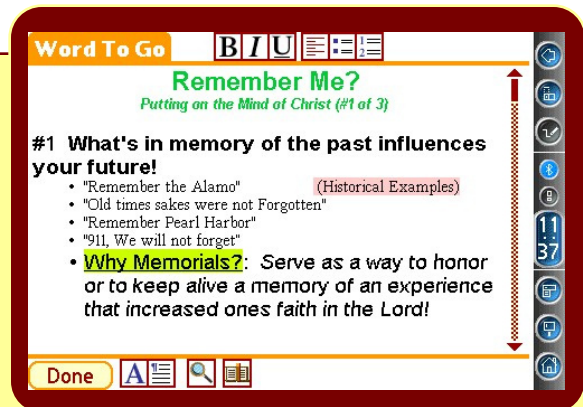 Word To Go B I U
Remember Me?
Putting on the Mind of Christ (#1 of 3)
#1 What's in memory of the past influences
your future!
• "Remember the Alamo" (Historical Examples)
• "Old times sakes were not Forgotten"
• "Remember Pearl Harbor"
• "911, We will not forget"
• Why Memorials?: Serve as a way to honor
or to keep alive a memory of an experience
that increased ones faith in the Lord!
11:37
Done A